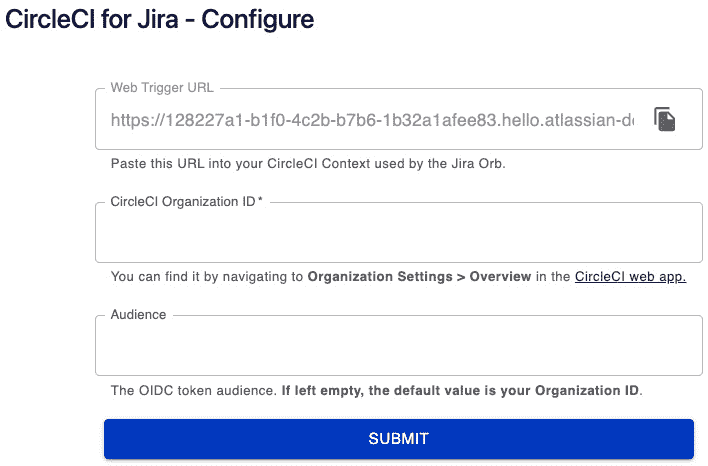 CircleCI for Jira - Configure
Web Trigger URL
https://128227a1-b1f0-4c2b-b7b6-1b32a1afee83.hello.atlassian-de
Paste this URL into your CircleCI Context used by the Jira Orb.
CircleCI Organization ID *
You can find it by navigating to Organization Settings > Overview in the CircleCI web app.
Audience
The OIDC token audience. If left empty, the default value is your Organization ID.
SUBMIT